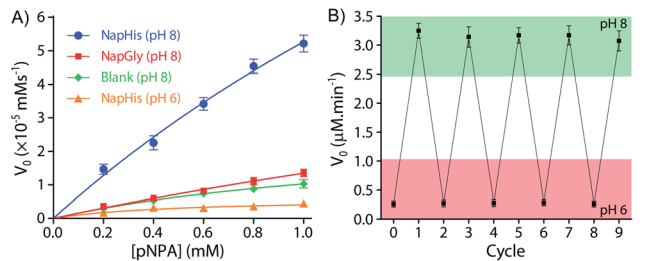 A)
NapHis (pH 8)
NapGly (pH 8)
Blank (pH 8)
NapHis (pH 6)
V₀ (×10⁻⁵ mMs⁻¹)
6
5
4
3
2
1
0
0.0 0.2 0.4 0.6 0.8 1.0
[pNPA] (mM)
B)
V₀ (µM.min⁻¹)
3.5
3.0
2.5
2.0
1.5
1.0
0.5
0.0
pH 8
pH 6
0 1 2 3 4 5 6 7 8 9
Cycle